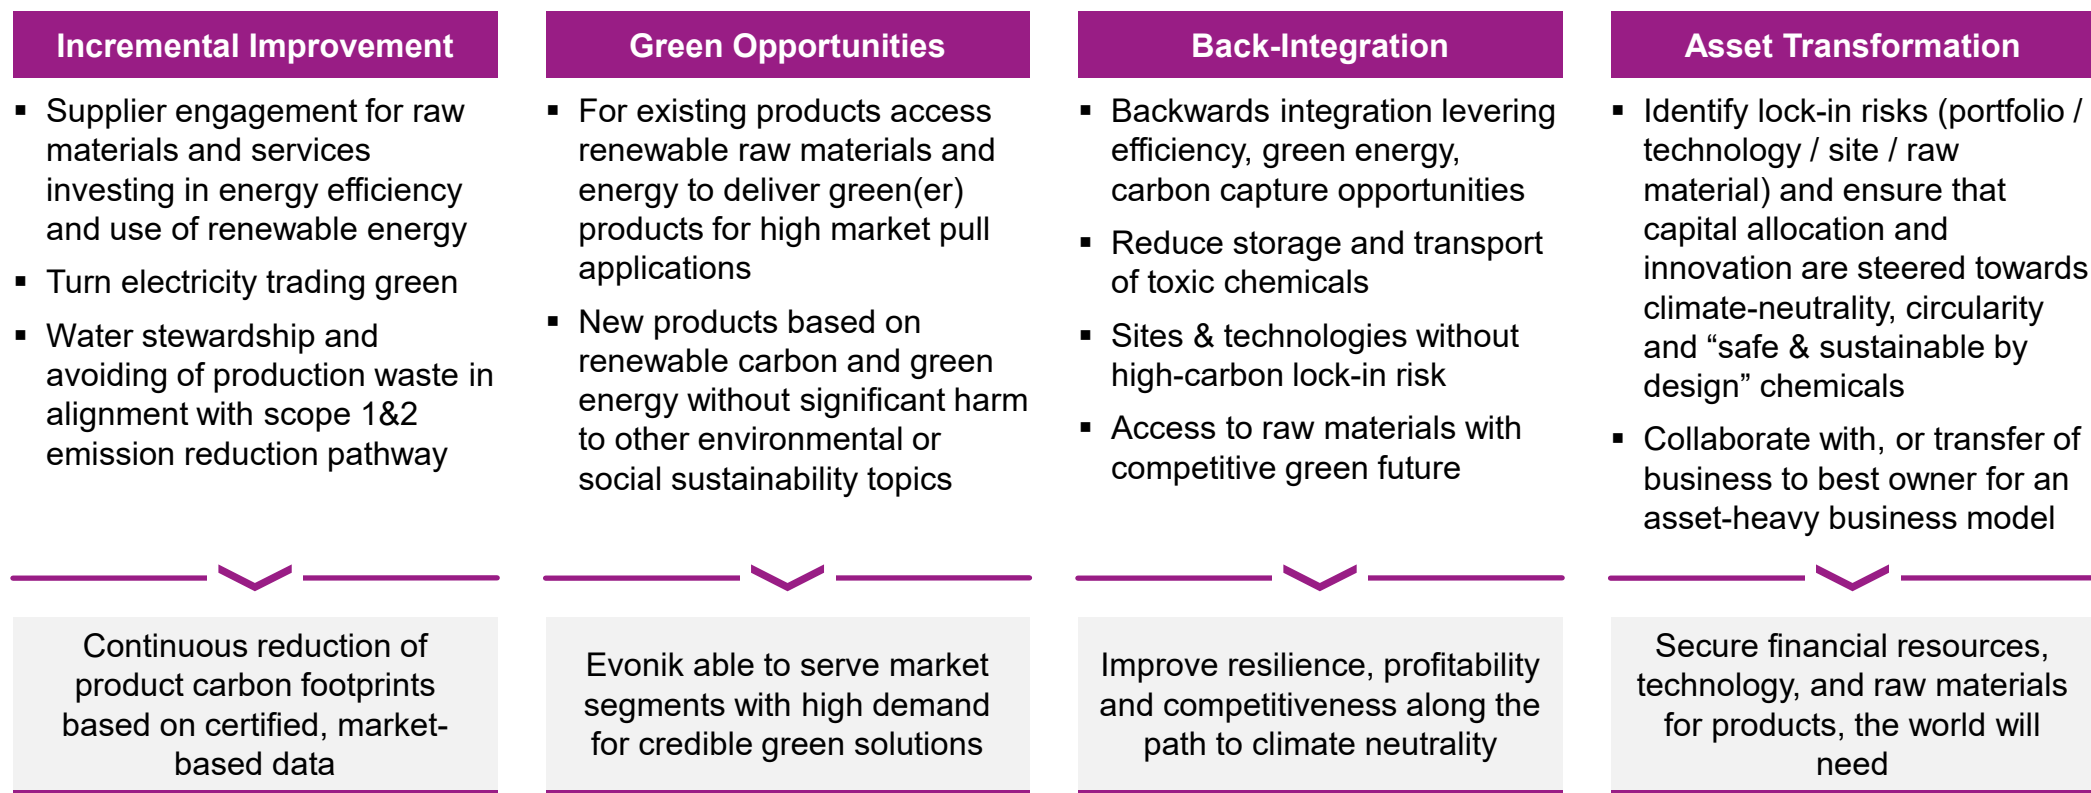 Incremental Improvement
▪ Supplier engagement for raw
materials and services
investing in energy efficiency
and use of renewable energy
▪ Turn electricity trading green
▪ Water stewardship and
avoiding of production waste in
alignment with scope 1&2
emission reduction pathway
Continuous reduction of
product carbon footprints
based on certified, market-
based data
Green Opportunities
▪ For existing products access
renewable raw materials and
energy to deliver green(er)
products for high market pull
applications
▪ New products based on
renewable carbon and green
energy without significant harm
to other environmental or
social sustainability topics
Evonik able to serve market
segments with high demand
for credible green solutions
Back-Integration
▪ Backwards integration levering
efficiency, green energy,
carbon capture opportunities
▪ Reduce storage and transport
of toxic chemicals
▪ Sites & technologies without
high-carbon lock-in risk
▪ Access to raw materials with
competitive green future
Improve resilience, profitability
and competitiveness along the
path to climate neutrality
Asset Transformation
▪ Identify lock-in risks (portfolio /
technology / site / raw
material) and ensure that
capital allocation and
innovation are steered towards
climate-neutrality, circularity
and “safe & sustainable by
design” chemicals
▪ Collaborate with, or transfer of
business to best owner for an
asset-heavy business model
Secure financial resources,
technology, and raw materials
for products, the world will
need